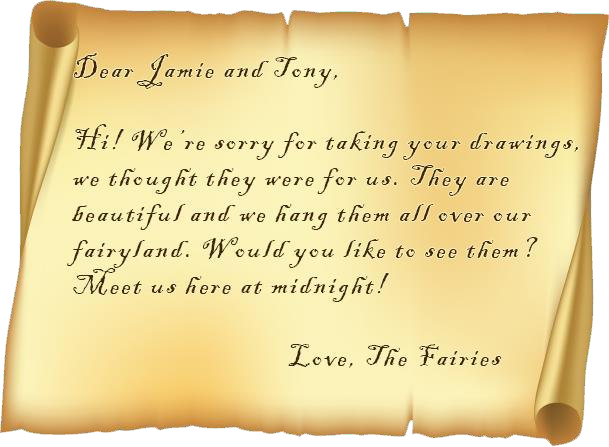 Dear Jamie and Tony,
Hi! We're sorry for taking your drawings,
we thought they were for us. They are
beautiful and we hang them all over our
fairyland. Would you like to see them?
Meet us here at midnight!
Love, The Fairies